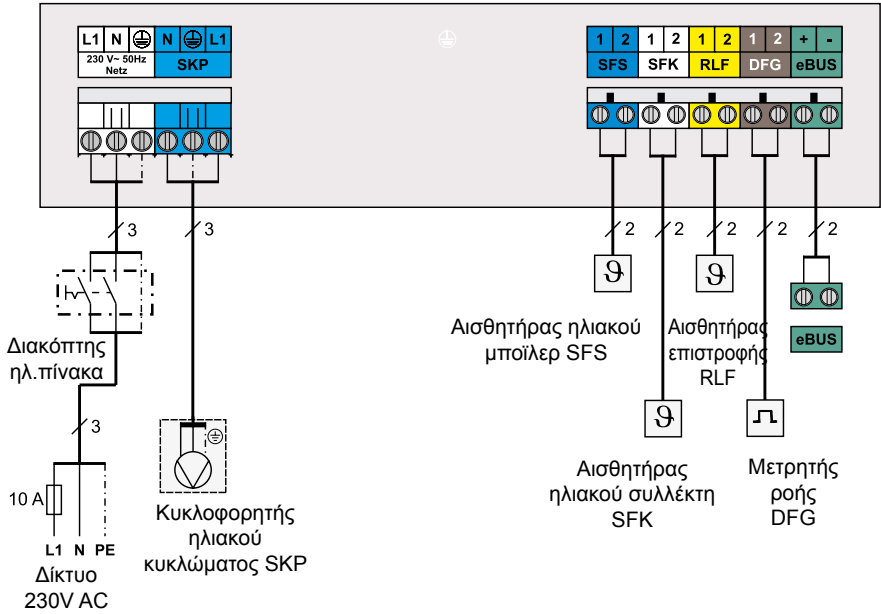 L1 N N L1
230 V~ 50Hz
Netz
SKP
1 2 1 2 1 2 1 2 + -
SFS SFK RLF DFG eBUS
3 3 2 2 2 2 2
ϑ ϑ
Διακόπτης
ηλ.πίνακα
Αισθητήρας ηλιακού
μποϊλερ SFS
Αισθητήρας
επιστροφής
RLF
eBUS
3
ϑ
10 A
L1 N PE
Δίκτυο
230V AC
Κυκλοφορητής
ηλιακού
κυκλώματος SKP
Αισθητήρας
ηλιακού συλλέκτη
SFK
Μετρητής
ροής
DFG